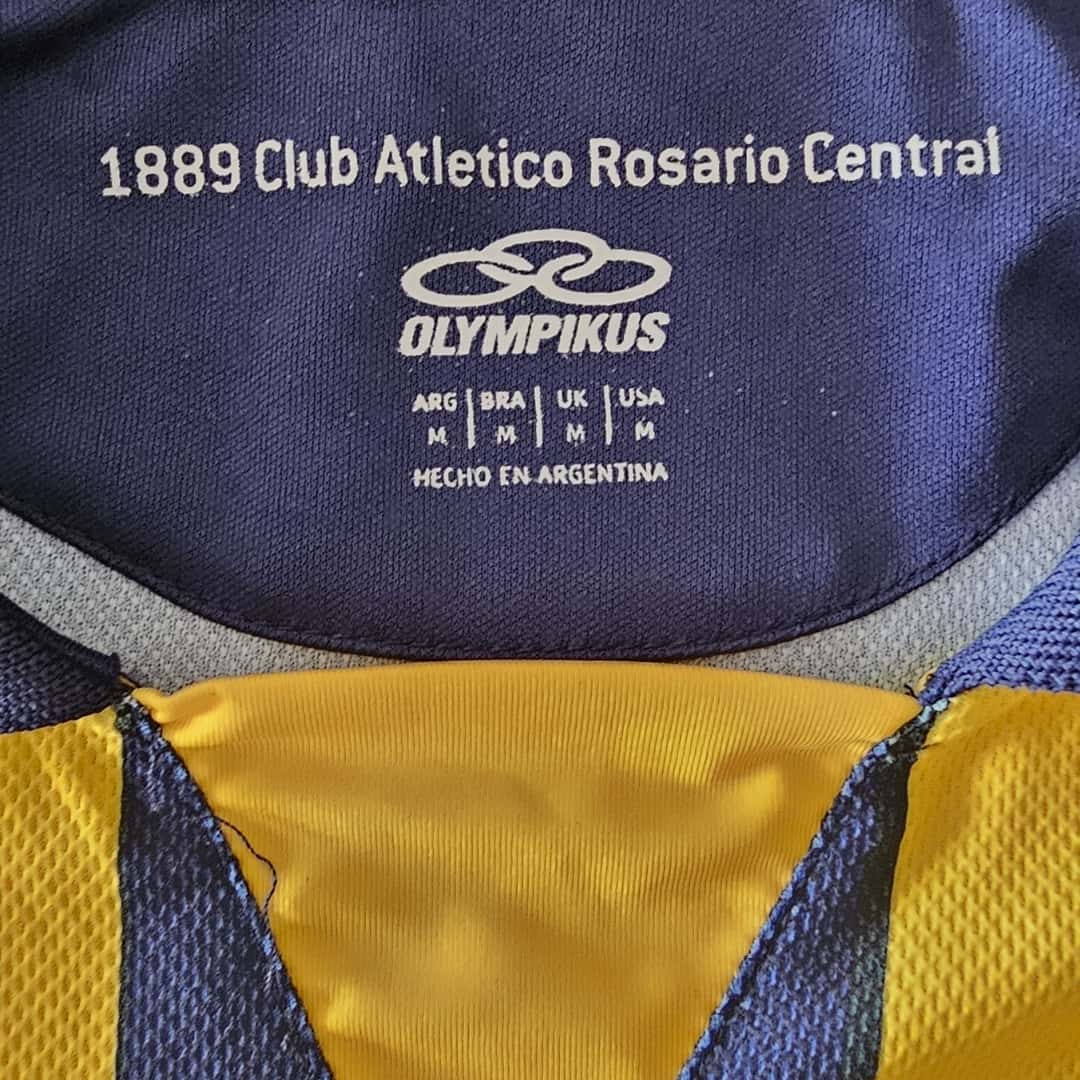 1889 Club Atletico Rosario Central
OLYMPIKUS
ARG | BRA | UK | USA
M | M | M | M
HECHO EN ARGENTINA